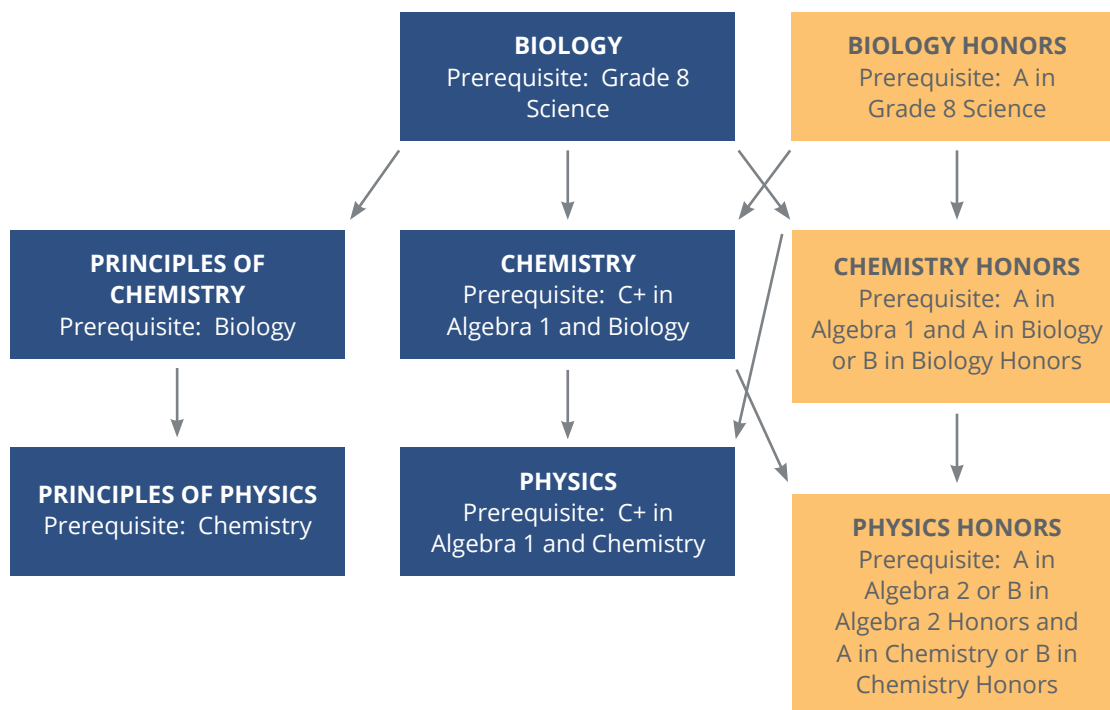 BIOLOGY
Prerequisite: Grade 8
Science
BIOLOGY HONORS
Prerequisite: A in
Grade 8 Science
PRINCIPLES OF
CHEMISTRY
Prerequisite: Biology
CHEMISTRY
Prerequisite: C+ in
Algebra 1 and Biology
CHEMISTRY HONORS
Prerequisite: A in
Algebra 1 and A in Biology
or B in Biology Honors
PRINCIPLES OF PHYSICS
Prerequisite: Chemistry
PHYSICS
Prerequisite: C+ in
Algebra 1 and Chemistry
PHYSICS HONORS
Prerequisite: A in
Algebra 2 or B in
Algebra 2 Honors and
A in Chemistry or B in
Chemistry Honors